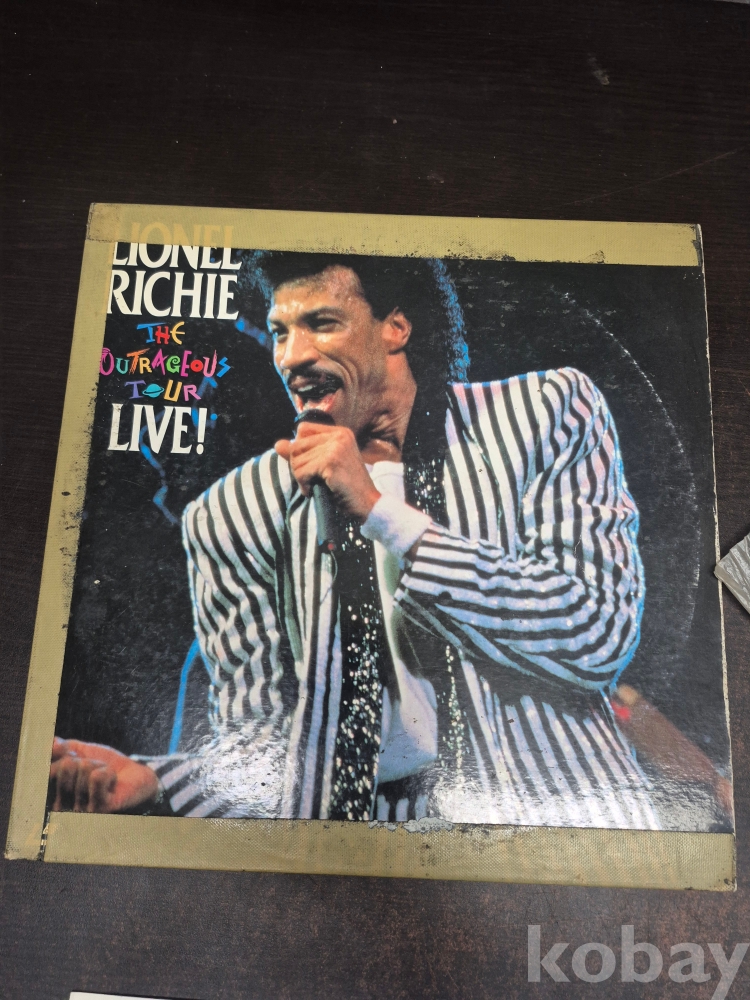 LIONEL
RICHIE
THE
OUTRAGEOUS
TOUR
LIVE!
kobay